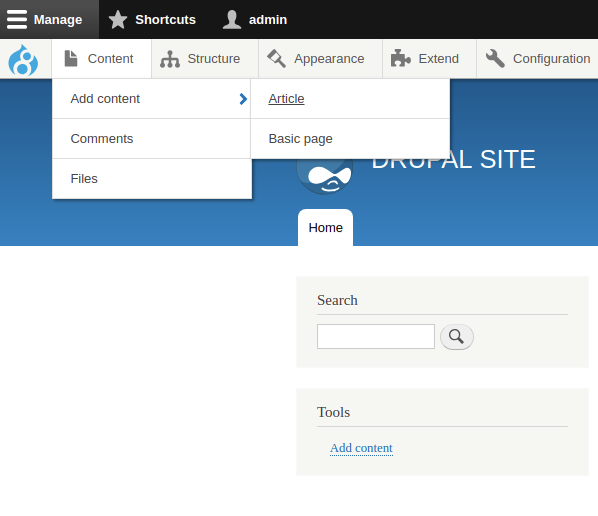 Manage Shortcuts admin
Content Structure Appearance Extend Configuration
Add content Article
Comments Basic page
Files
DRUPAL SITE
Home
Search
Tools
Add content